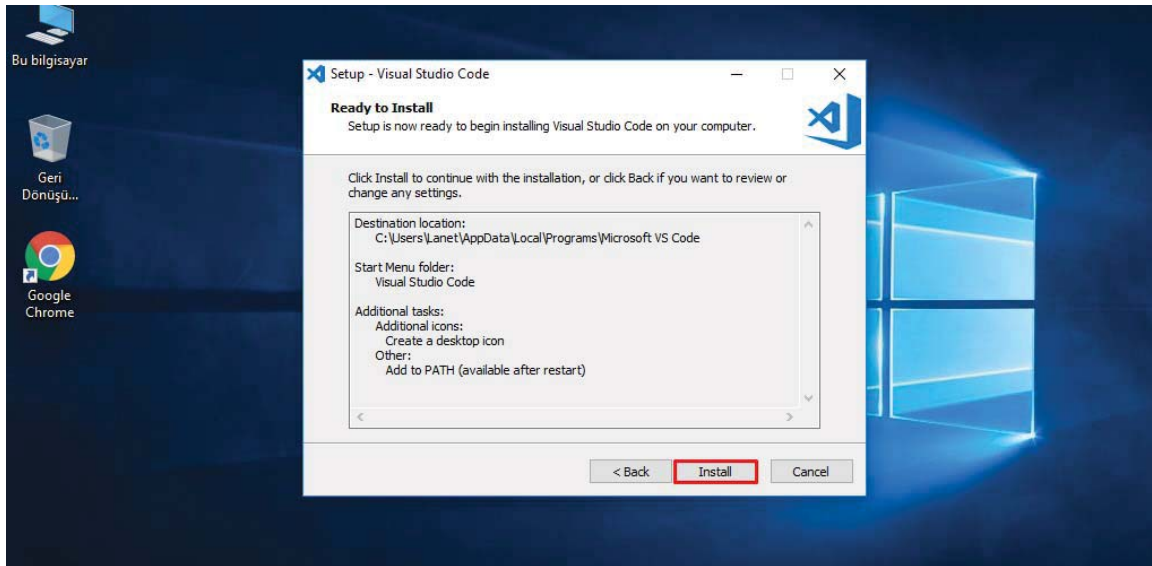 Bu bilgisayar
Geri
Dönüşü...
Google
Chrome
Setup - Visual Studio Code
Ready to Install
Setup is now ready to begin installing Visual Studio Code on your computer.
Click Install to continue with the installation, or click Back if you want to review or
change any settings.
Destination location:
C:\Users\Lanet\AppData\Local\Programs\Microsoft VS Code
Start Menu folder:
Visual Studio Code
Additional tasks:
Additional icons:
Create a desktop icon
Other:
Add to PATH (available after restart)
< Back
Install
Cancel